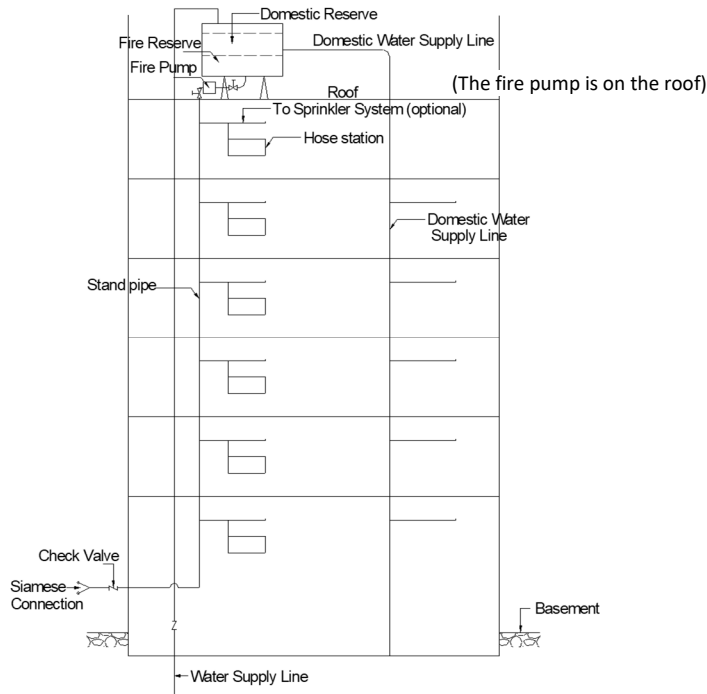 Domestic Reserve
Fire Reserve
Domestic Water Supply Line
Fire Pump
(The fire pump is on the roof)
Roof
To Sprinkler System (optional)
Hose station
Domestic Water
Supply Line
Stand pipe
Check Valve
Siamese
Connection
Basement
Z
Water Supply Line